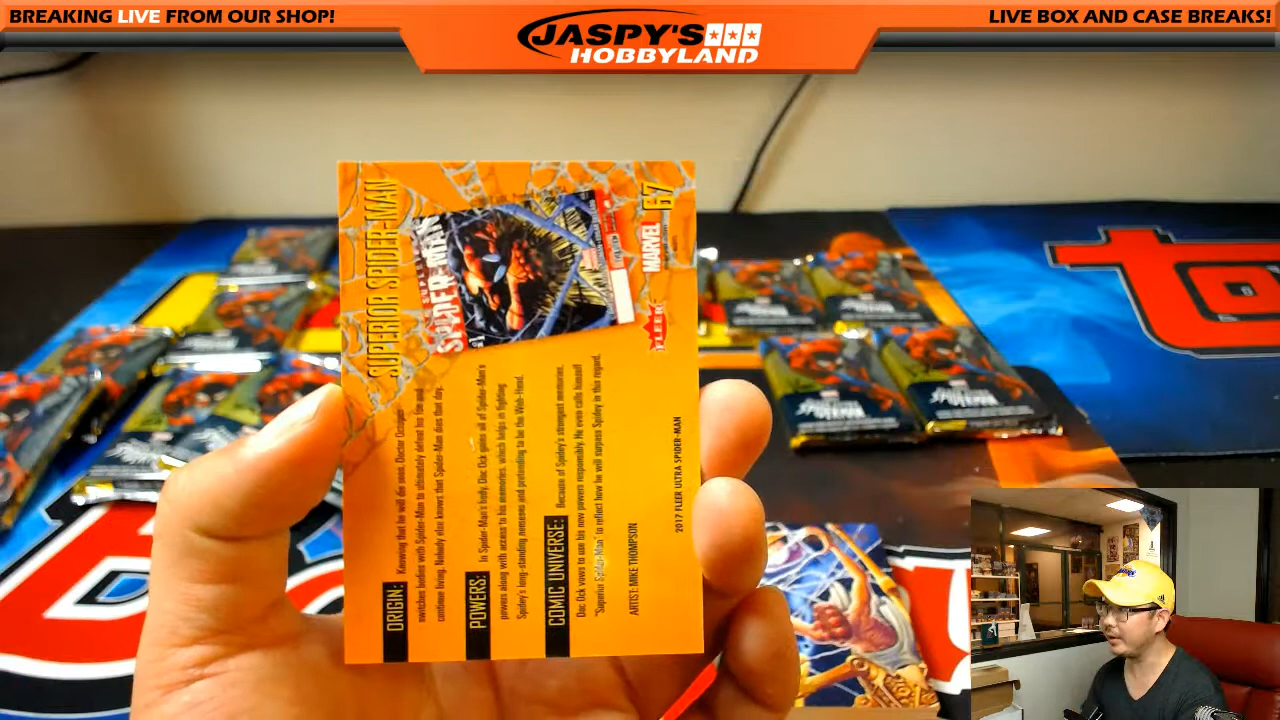 BREAKING LIVE FROM OUR SHOP!
JASPY'S
HOBBYLAND
LIVE BOX AND CASE BREAKS!
SUPERIOR SPIDER-MAN
SUPERIOR
SPIDER-MAN
#1
67
MARVEL
FLEER
ORIGIN: Knowing that he will die soon, Doctor Octopus
switches bodies with Spider-Man to ultimately defeat his foe and
continue living. Nobody else knows that Spider-Man dies that day.
POWERS: In Spider-Man's body, Doc Ock gains all of Spider-Man's
powers along with access to his memories, which helps in fighting
Spidey's long-standing nemeses and pretending to be the Web-Head.
COMIC UNIVERSE: Because of Spidey's strongest memories,
Doc Ock vows to use his new powers responsibly. He even calls himself
"Superior Spider-Man" to reflect how he will surpass Spidey in this regard.
ARTIST: MIKE THOMPSON
2017 FLEER ULTRA SPIDER-MAN